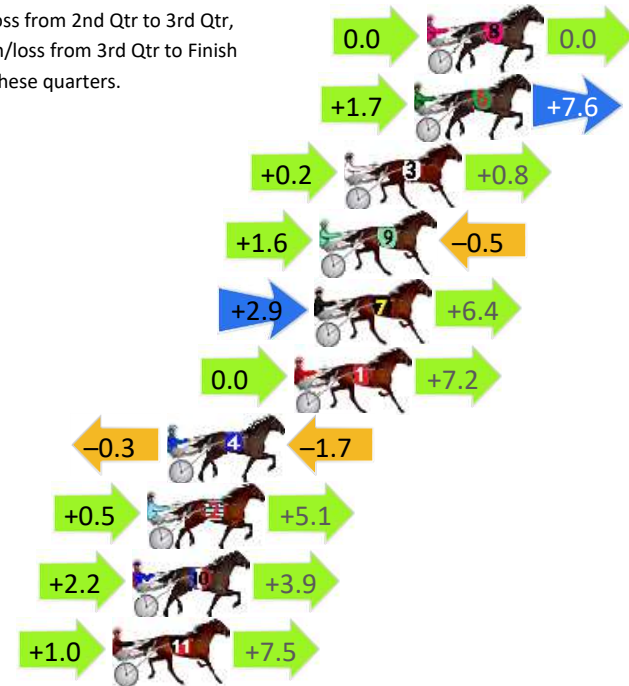 oss from 2nd Qtr to 3rd Qtr,
n/loss from 3rd Qtr to Finish
hese quarters.
0.0 8 0.0
+1.7 +7.6
+0.2 3 +0.8
+1.6 9 –0.5
+2.9 7 +6.4
0.0 1 +7.2
–0.3 4 –1.7
+0.5 2 +5.1
+2.2 10 +3.9
+1.0 11 +7.5